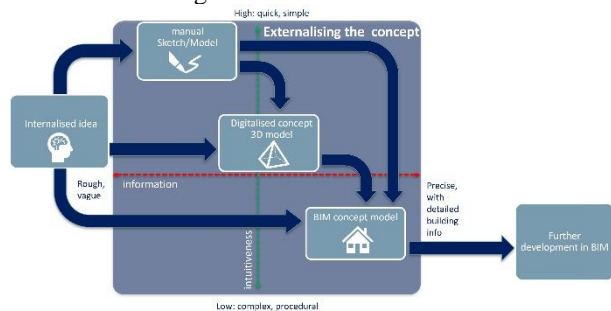 High: quick, simple
manual
Sketch/Model
Externalising the concept
Internalised idea
Digitalised concept
3D model
Rough,
vague
information
Precise,
with
detailed
building
info
BIM concept model
intuitiveness
Further
development in BIM
Low: complex, procedural